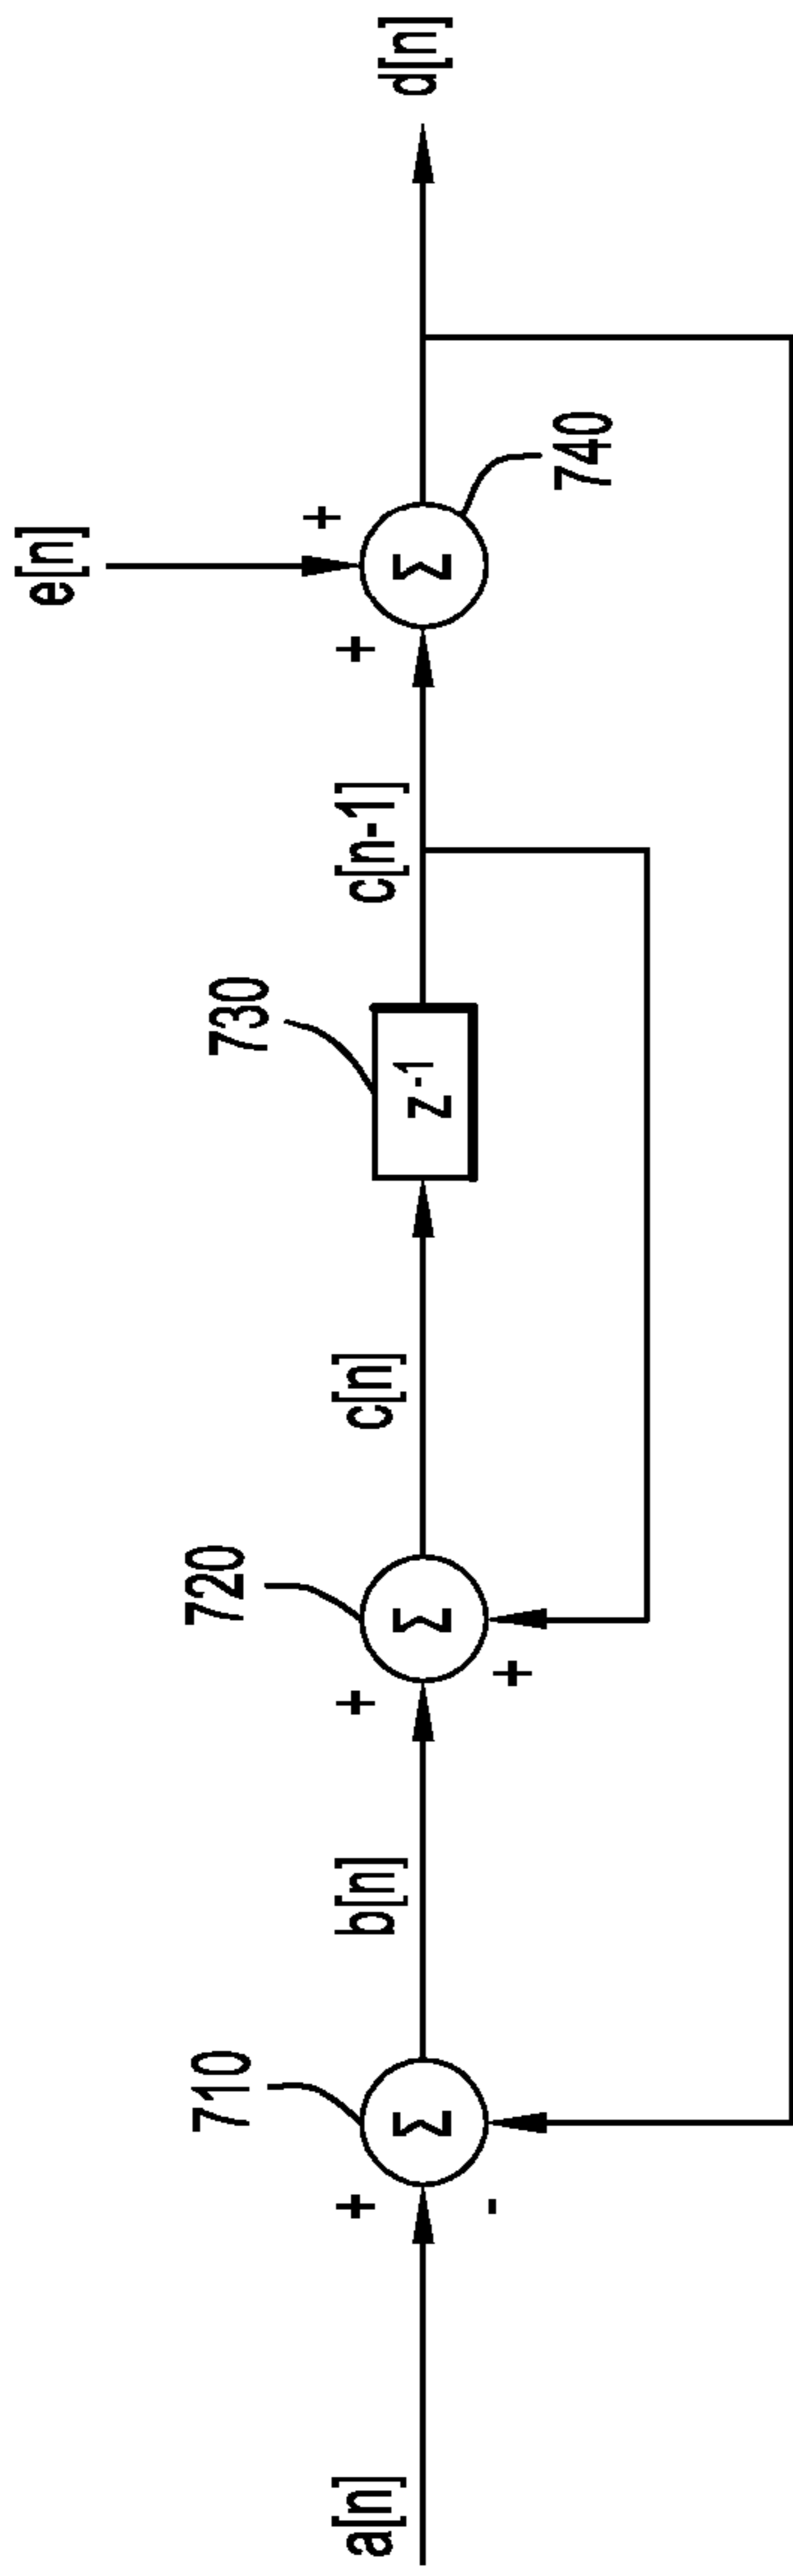 a[n]
+
-
710
Σ
b[n]
+
+
720
Σ
c[n]
730
z⁻¹
c[n-1]
+
e[n]
+
Σ
740
d[n]